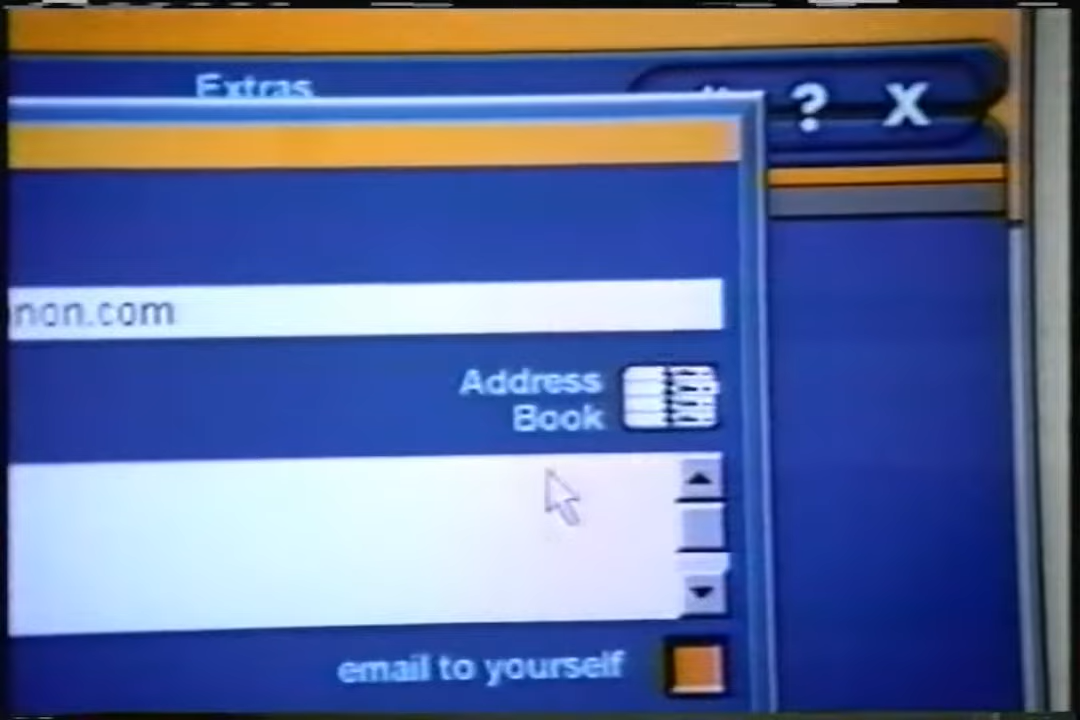 Extras
? X
non.com
Address
Book
email to yourself